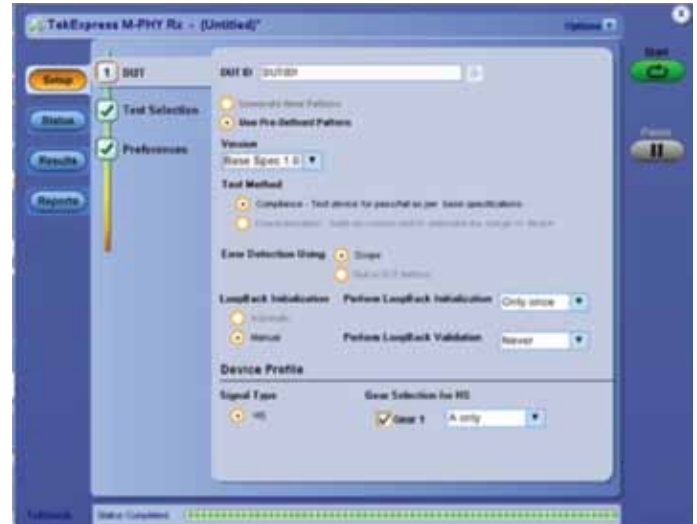 TekExpress M-PHY Rx - (Untitled)*
Options
Start
Setup
1 DUT
DUT ID DUT001
Test Selection
Status
Use Pre-Defined Pattern
Preferences
Version
Pause
Results
Base Spec 1.0
Test Method
Reports
Compliance - Test device for pass/fail as per base specifications
Error Detection Using
Scope
LoopBack Initialization
Perform LoopBack Initialization
Only once
Automatic
Manual
Perform LoopBack Validation
Never
Device Profile
Signal Type
Gear Selection for HS
HS
Gear 1
A only
Tektronix
Status Completed